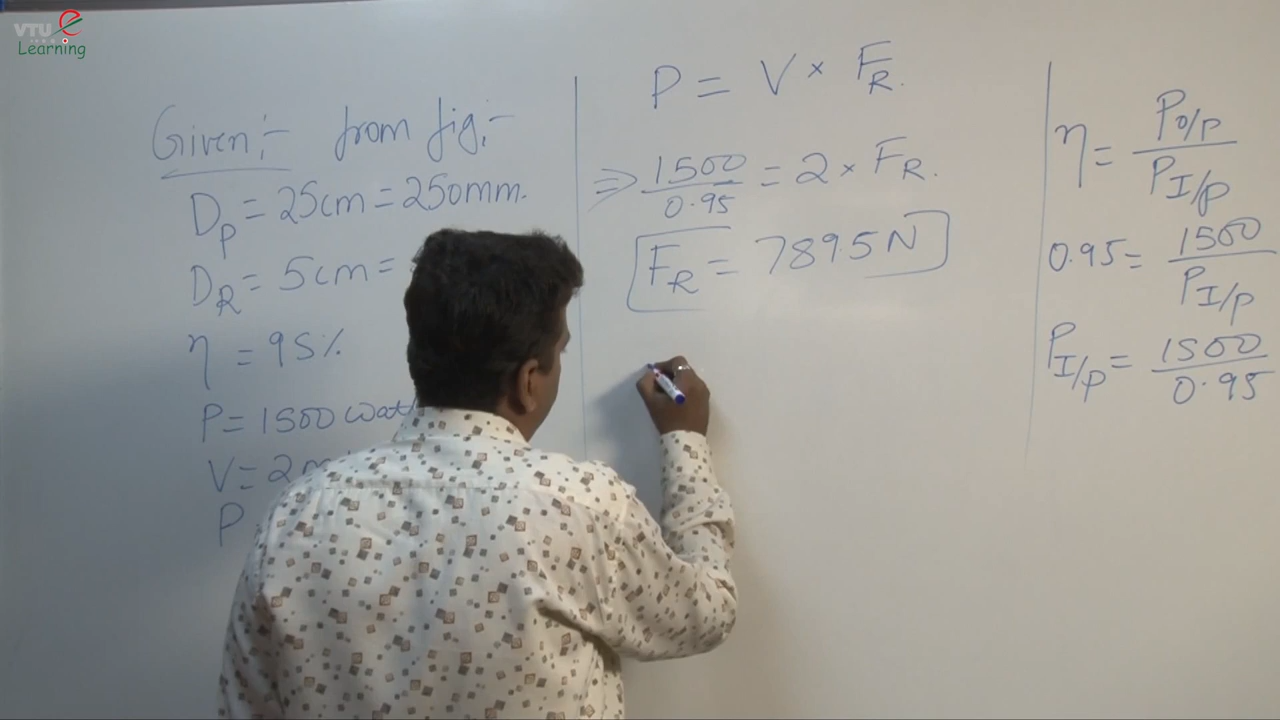 VTU e
Learning
Given:- from fig:-
D_P = 25cm = 250mm.
D_R = 5cm =
η = 95%
P = 1500 wat
V = 2m
P
P = V × F_R.
⇒ 1500/0.95 = 2 × F_R.
F_R = 789.5 N
η = P_O/P / P_I/P
0.95 = 1500 / P_I/P
P_I/P = 1500 / 0.95